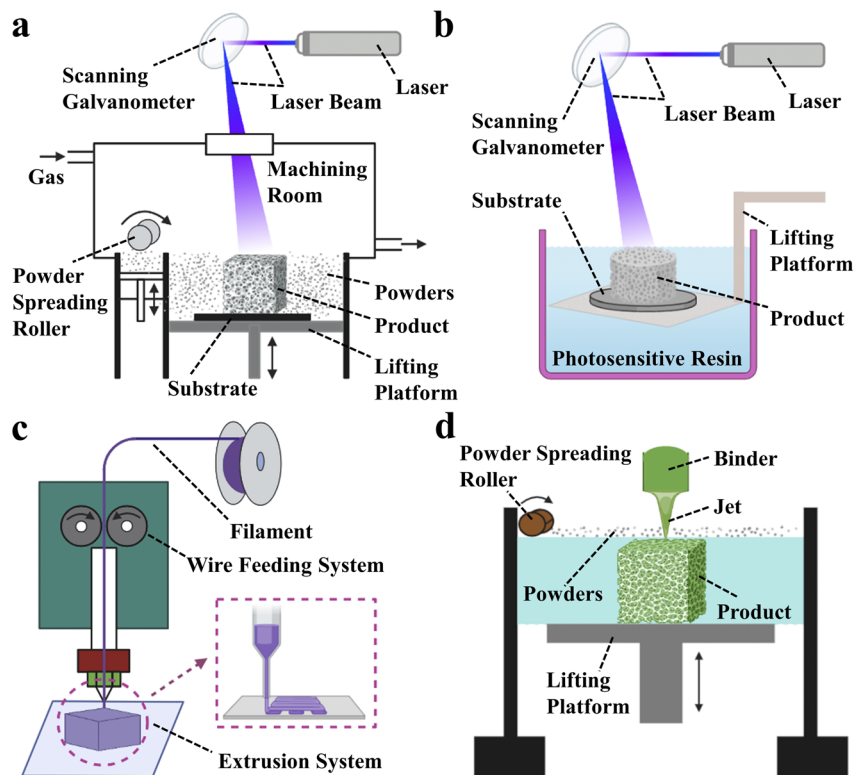 a
Scanning
Galvanometer
Laser Beam
Laser
Gas
Machining
Room
Powder
Spreading
Roller
Powders
Product
Substrate
Lifting
Platform
b
Scanning
Galvanometer
Laser Beam
Laser
Substrate
Lifting
Platform
Product
Photosensitive Resin
c
Filament
Wire Feeding System
Extrusion System
d
Powder Spreading
Roller
Binder
Jet
Powders
Product
Lifting
Platform